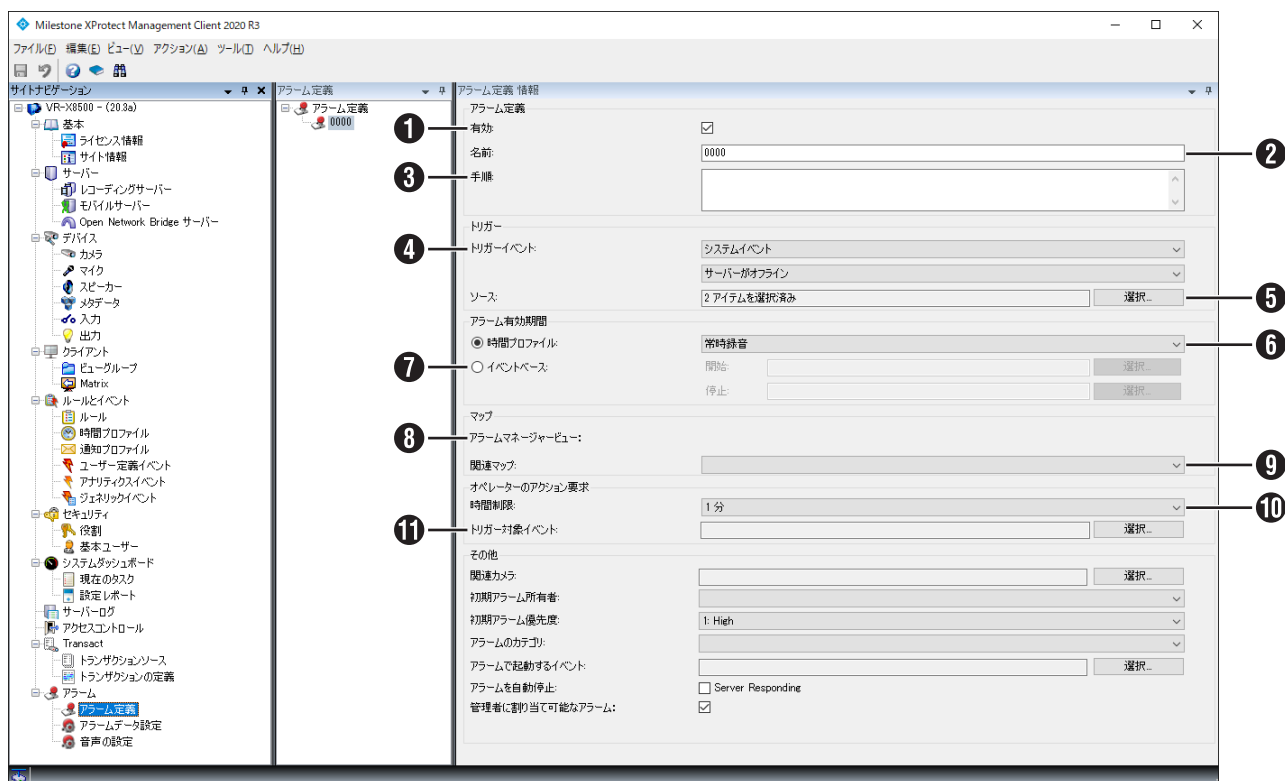 Milestone XProtect Management Client 2020 R3
ファイル(F) 編集(E) ビュー(V) アクション(A) ツール(T) ヘルプ(H)
サイトナビゲーション
VR-X8500 - (20.3a)
基本
ライセンス情報
サイト情報
サーバー
レコーディングサーバー
モバイルサーバー
Open Network Bridge サーバー
デバイス
カメラ
マイク
スピーカー
メタデータ
入力
出力
クライアント
ビューグループ
Matrix
ルールとイベント
ルール
時間プロファイル
通知プロファイル
ユーザー定義イベント
アナリティクスイベント
ジェネリックイベント
セキュリティ
役割
基本ユーザー
システムダッシュボード
現在のタスク
設定レポート
サーバーログ
アクセスコントロール
Transact
トランザクションソース
トランザクションの定義
アラーム
アラーム定義
アラームデータ設定
音声の設定
アラーム定義
アラーム定義
0000
アラーム定義 情報
アラーム定義
❶ 有効:
名前: 0000 ❷
❸ 手順:
トリガー
❹ トリガーイベント: システムイベント
サーバーがオフライン
ソース: 2 アイテムを選択済み 選択... ❺
アラーム有効期間
時間プロファイル: 常時録音 ❻
❼ イベントベース: 開始: 選択...
停止: 選択...
マップ
❽ アラームマネージャービュー:
関連マップ: ❾
オペレーターのアクション要求
時間制限: 1 分 ❿
⓫ トリガー対象イベント: 選択...
その他
関連カメラ: 選択...
初期アラーム所有者:
初期アラーム優先度: 1: High
アラームのカテゴリ:
アラームで起動するイベント: 選択...
アラームを自動停止: Server Responding
管理者に割り当て可能なアラーム: